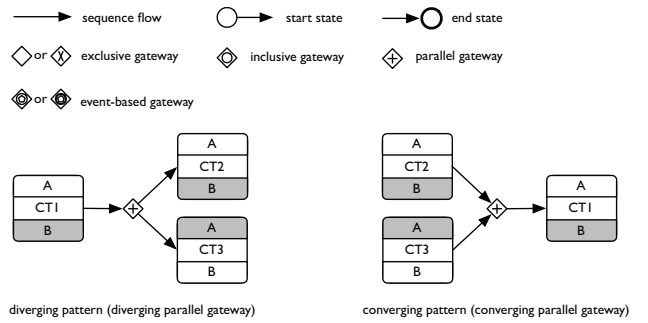 sequence flow
start state
end state
or
exclusive gateway
inclusive gateway
parallel gateway
or
event-based gateway
A
CT1
B
A
CT2
B
A
CT3
B
A
CT2
B
A
CT3
B
A
CT1
B
diverging pattern (diverging parallel gateway)
converging pattern (converging parallel gateway)